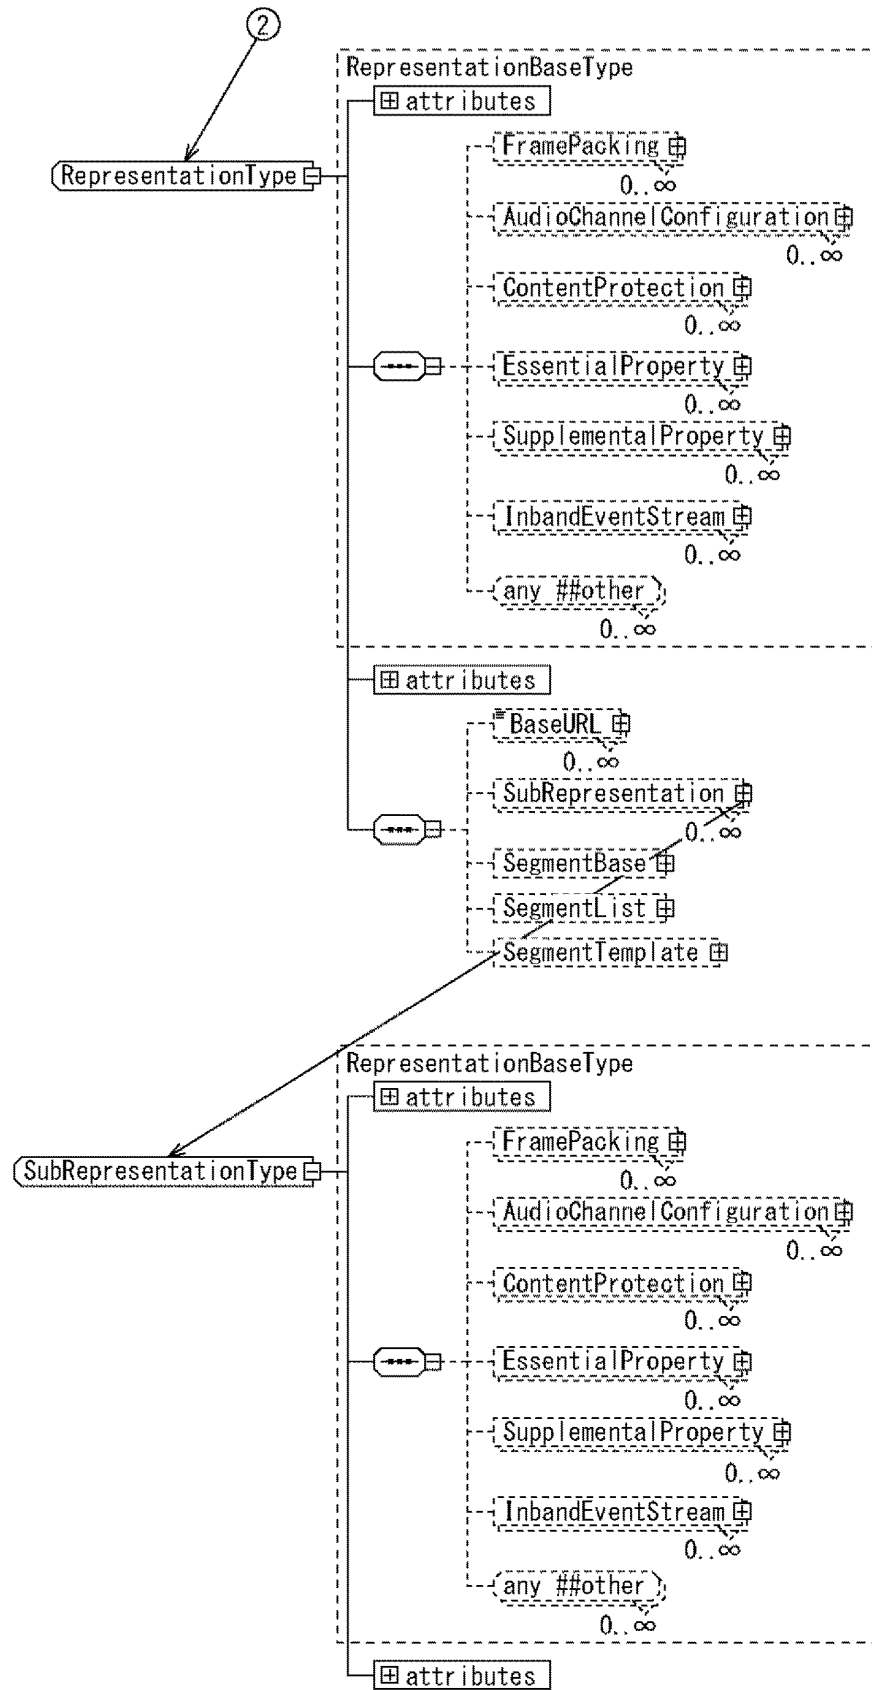 2
RepresentationBaseType
attributes
FramePacking
RepresentationType
0..∞
AudioChannelConfiguration
0..∞
ContentProtection
0..∞
EssentialProperty
0..∞
SupplementalProperty
0..∞
InbandEventStream
0..∞
any ##other
0..∞
attributes
BaseURL
0..∞
SubRepresentation
0..∞
SegmentBase
SegmentList
SegmentTemplate
RepresentationBaseType
attributes
FramePacking
SubRepresentationType
0..∞
AudioChannelConfiguration
0..∞
ContentProtection
0..∞
EssentialProperty
0..∞
SupplementalProperty
0..∞
InbandEventStream
0..∞
any ##other
0..∞
attributes